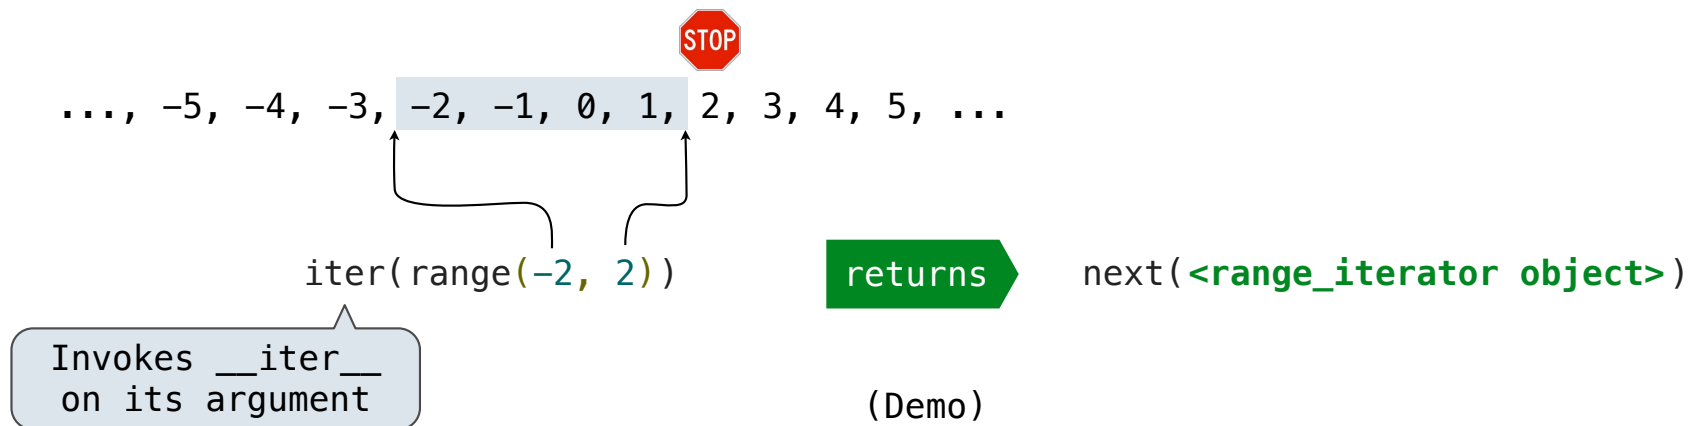 STOP
..., −5, −4, −3, −2, −1, 0, 1, 2, 3, 4, 5, ...
iter(range(−2, 2))
returns
next(<range_iterator object>)
Invokes __iter__
on its argument
(Demo)